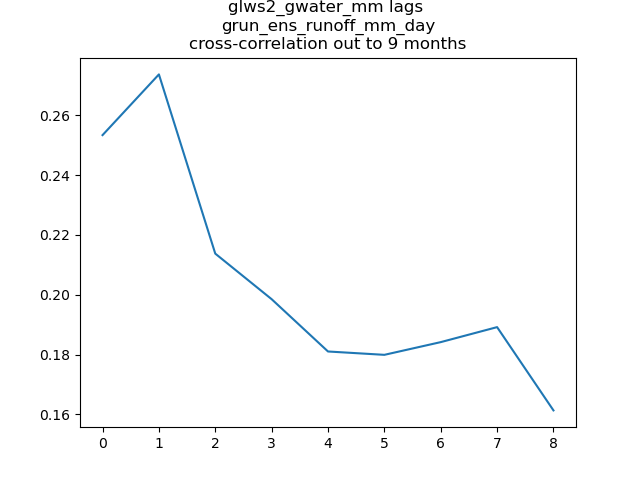 glws2_gwater_mm lags
grun_ens_runoff_mm_day
cross-correlation out to 9 months
0.26
0.24
0.22
0.20
0.18
0.16
0 1 2 3 4 5 6 7 8